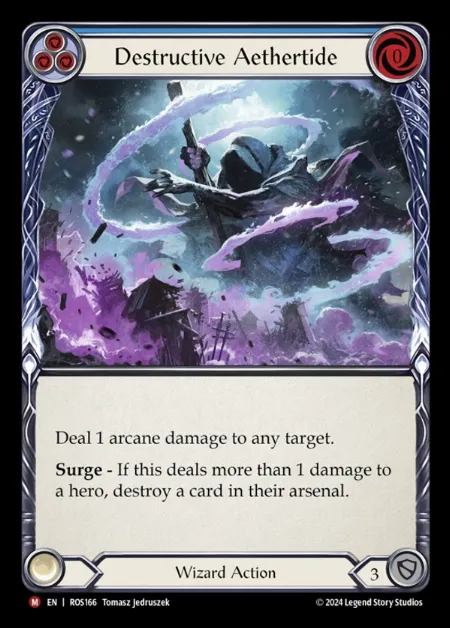 Destructive Aethertide
0
Deal 1 arcane damage to any target.
Surge - If this deals more than 1 damage to
a hero, destroy a card in their arsenal.
Wizard Action
3
M EN | ROS166 Tomasz Jedruszek
© 2024 Legend Story Studios